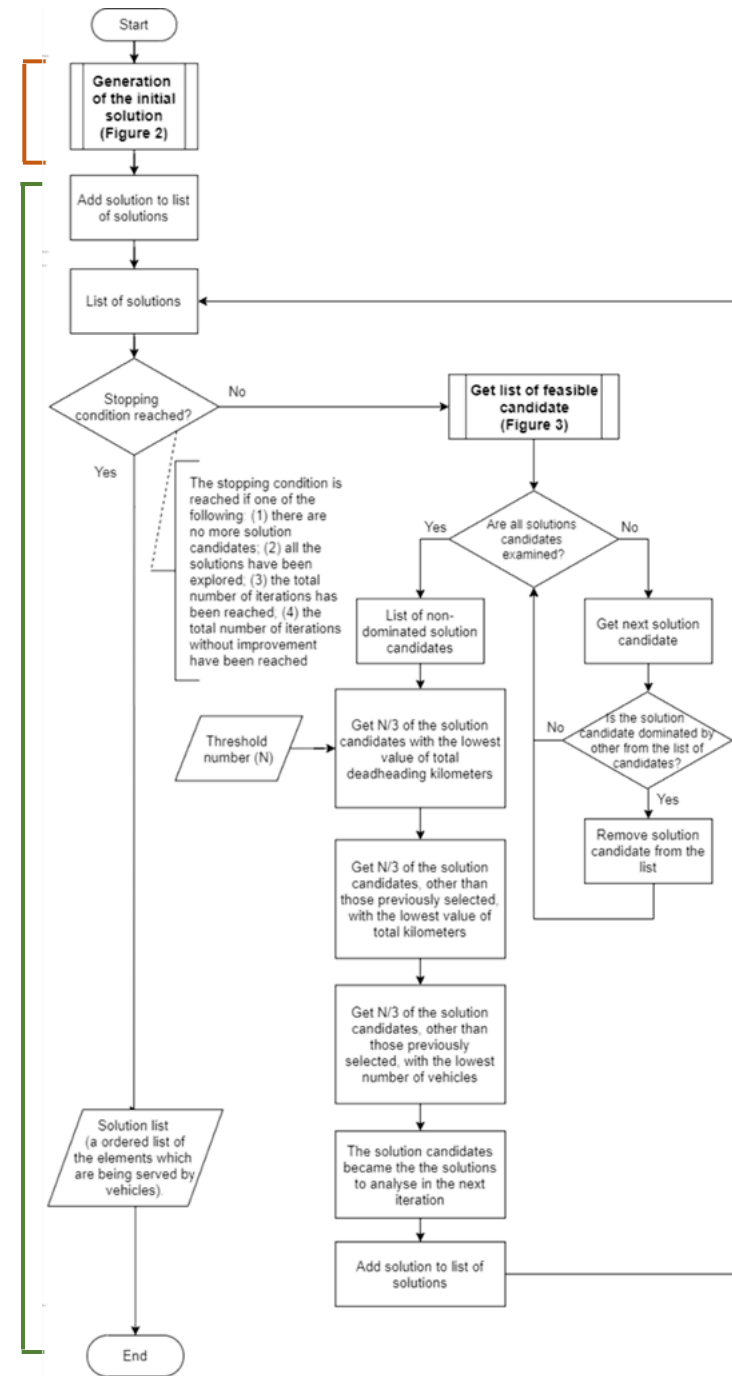 Start
Generation
of the initial
solution
(Figure 2)
Add solution to list
of solutions
List of solutions
Stopping
condition reached?
No
Yes
Get list of feasible
candidate
(Figure 3)
The stopping condition is
reached if one of the
following: (1) there are
no more solution
candidates; (2) all the
solutions have been
explored; (3) the total
number of iterations has
been reached; (4) the
total number of iterations
without improvement
have been reached
Are all solutions
candidates
examined?
Yes
No
List of non-
dominated solution
candidates
Get next solution
candidate
Threshold
number (N)
Get N/3 of the solution
candidates with the lowest
value of total
deadheading kilometers
Is the solution
candidate dominated by
other from the list of
candidates?
No
Yes
Remove solution
candidate from the
list
Get N/3 of the solution
candidates, other than
those previously selected,
with the lowest value of
total kilometers
Get N/3 of the solution
candidates, other than
those previously
selected, with the lowest
number of vehicles
The solution candidates
became the the solutions
to analyse in the next
iteration
Add solution to list of
solutions
Solution list
(a ordered list of
the elements which
are being served by
vehicles).
End